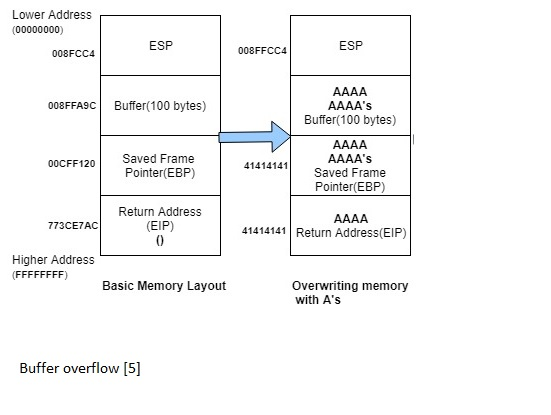 Lower Address
(00000000)
008FCC4
ESP
008FFA9C
Buffer(100 bytes)
00CFF120
Saved Frame
Pointer(EBP)
773CE7AC
Return Address
(EIP)
()
Higher Address
(FFFFFFFF)
Basic Memory Layout
008FFCC4
ESP
AAAA
AAAA's
Buffer(100 bytes)
41414141
AAAA
AAAA's
Saved Frame
Pointer(EBP)
41414141
AAAA
Return Address(EIP)
Overwriting memory
with A's
Buffer overflow [5]